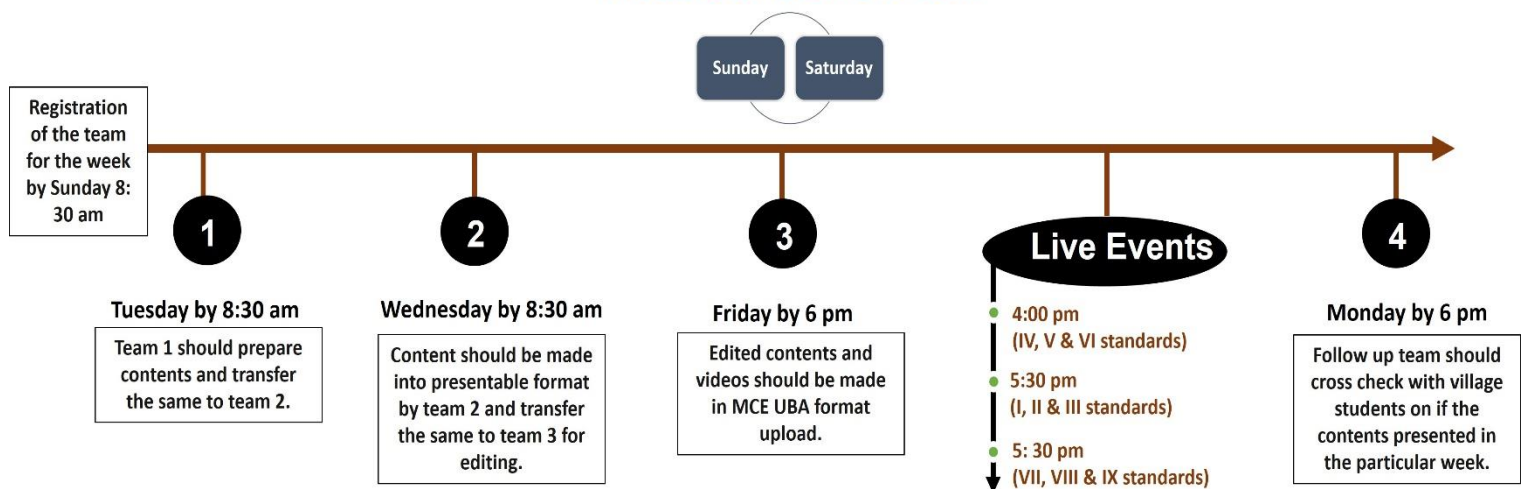 Sunday
Saturday
Registration
of the team
for the week
by Sunday 8:
30 am
1
Tuesday by 8:30 am
Team 1 should prepare
contents and transfer
the same to team 2.
2
Wednesday by 8:30 am
Content should be made
into presentable format
by team 2 and transfer
the same to team 3 for
editing.
3
Friday by 6 pm
Edited contents and
videos should be made
in MCE UBA format
upload.
Live Events
4:00 pm
(IV, V & VI standards)
5:30 pm
(I, II & III standards)
5: 30 pm
(VII, VIII & IX standards)
4
Monday by 6 pm
Follow up team should
cross check with village
students on if the
contents presented in
the particular week.